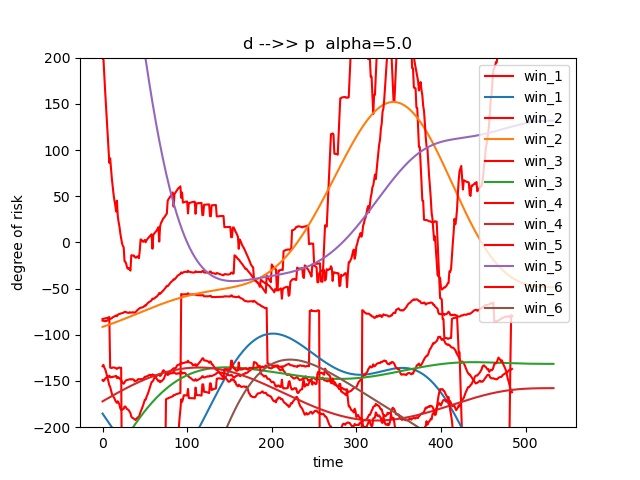 d -->> p  alpha=5.0
degree of risk
200
150
100
50
0
−50
−100
−150
−200
0
100
200
300
400
500
time
win_1
win_1
win_2
win_2
win_3
win_3
win_4
win_4
win_5
win_5
win_6
win_6